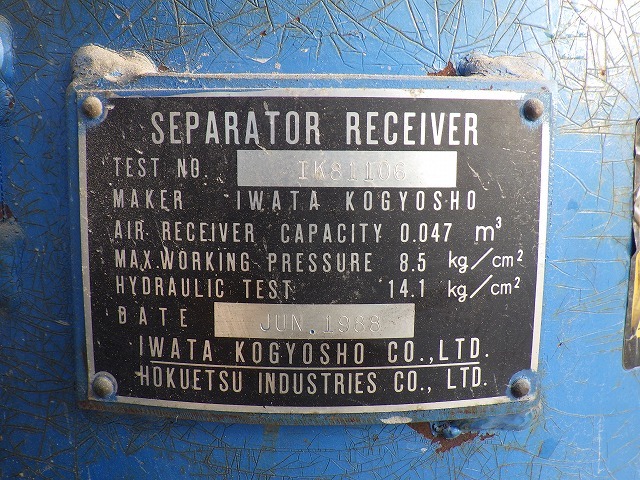 SEPARATOR RECEIVER
TEST NO. IK81106
MAKER IWATA KOGYOSHO
AIR RECEIVER CAPACITY 0.047 m³
MAX.WORKING PRESSURE 8.5 kg/cm²
HYDRAULIC TEST 14.1 kg/cm²
DATE JUN.1988
IWATA KOGYOSHO CO.,LTD.
HOKUETSU INDUSTRIES CO., LTD.